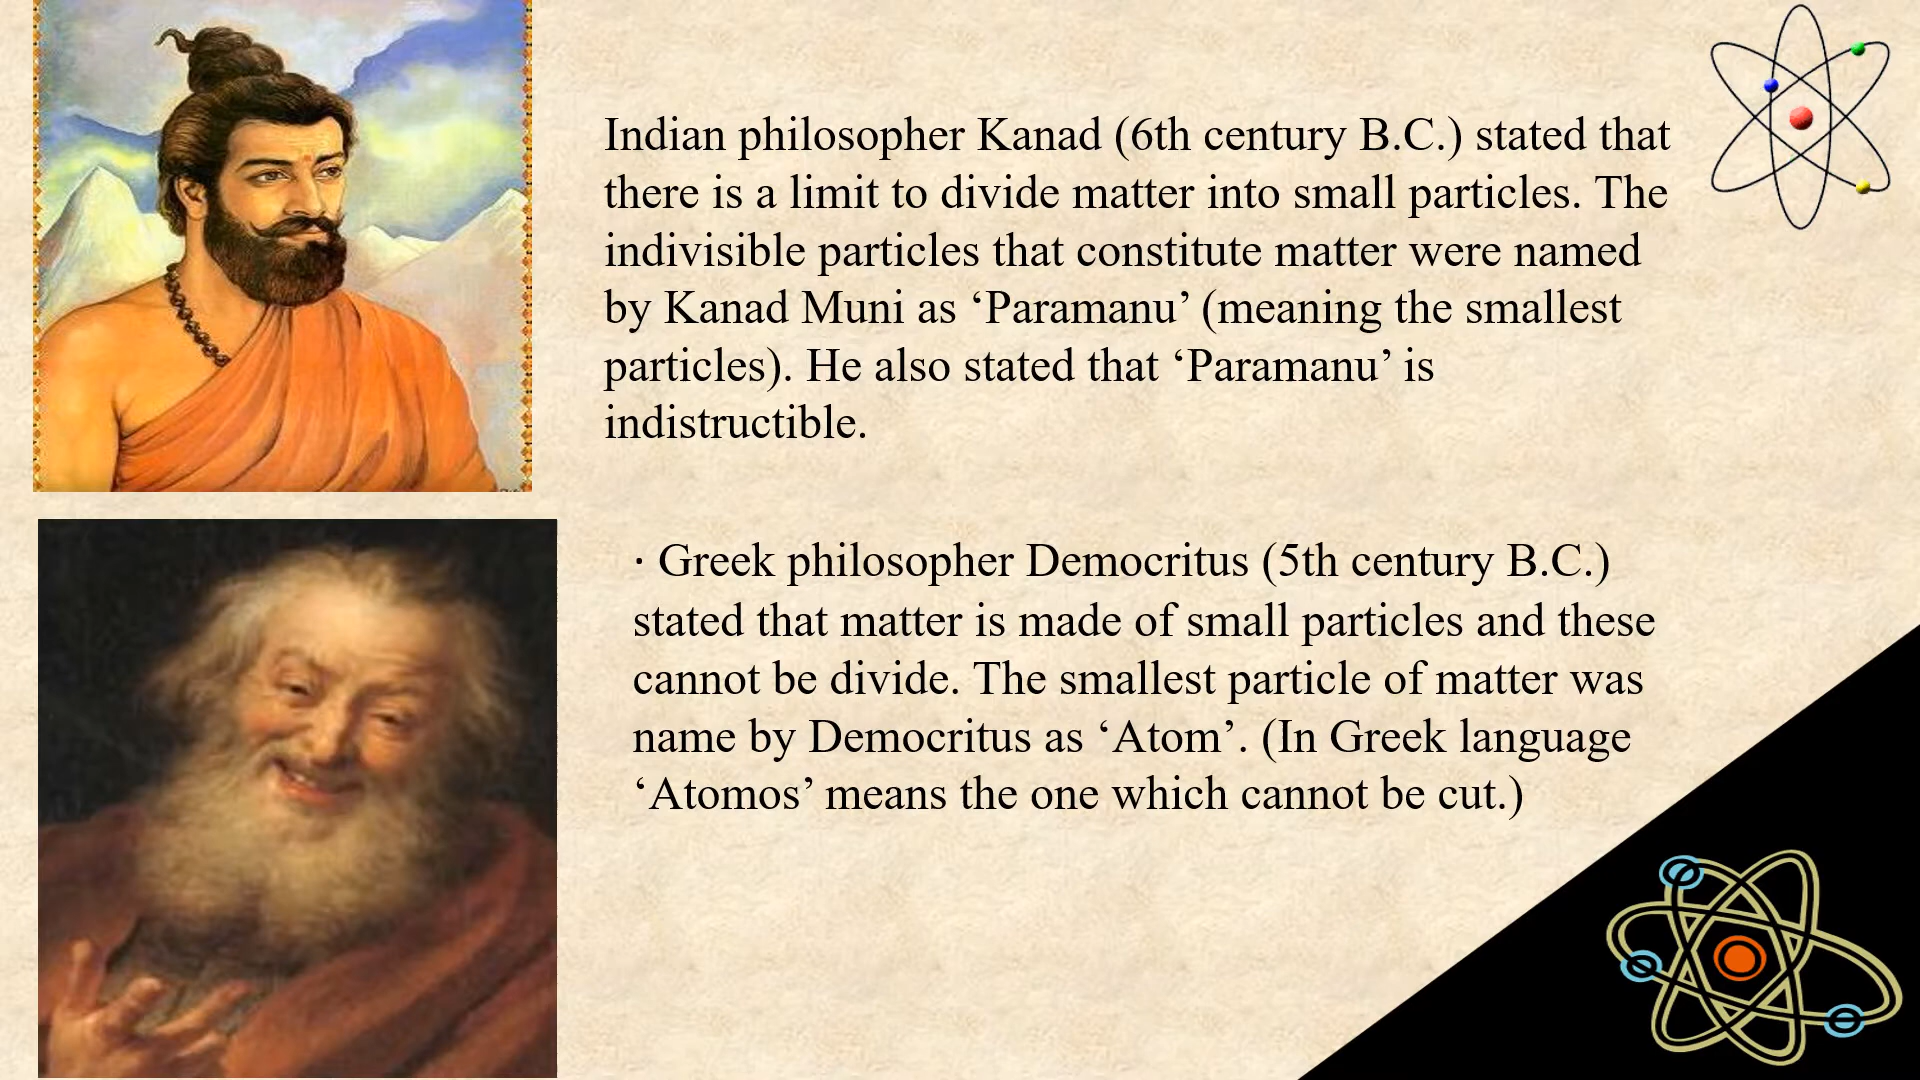 Indian philosopher Kanad (6th century B.C.) stated that
there is a limit to divide matter into small particles. The
indivisible particles that constitute matter were named
by Kanad Muni as ‘Paramanu’ (meaning the smallest
particles). He also stated that ‘Paramanu’ is
indistructible.
· Greek philosopher Democritus (5th century B.C.)
stated that matter is made of small particles and these
cannot be divide. The smallest particle of matter was
name by Democritus as ‘Atom’. (In Greek language
‘Atomos’ means the one which cannot be cut.)